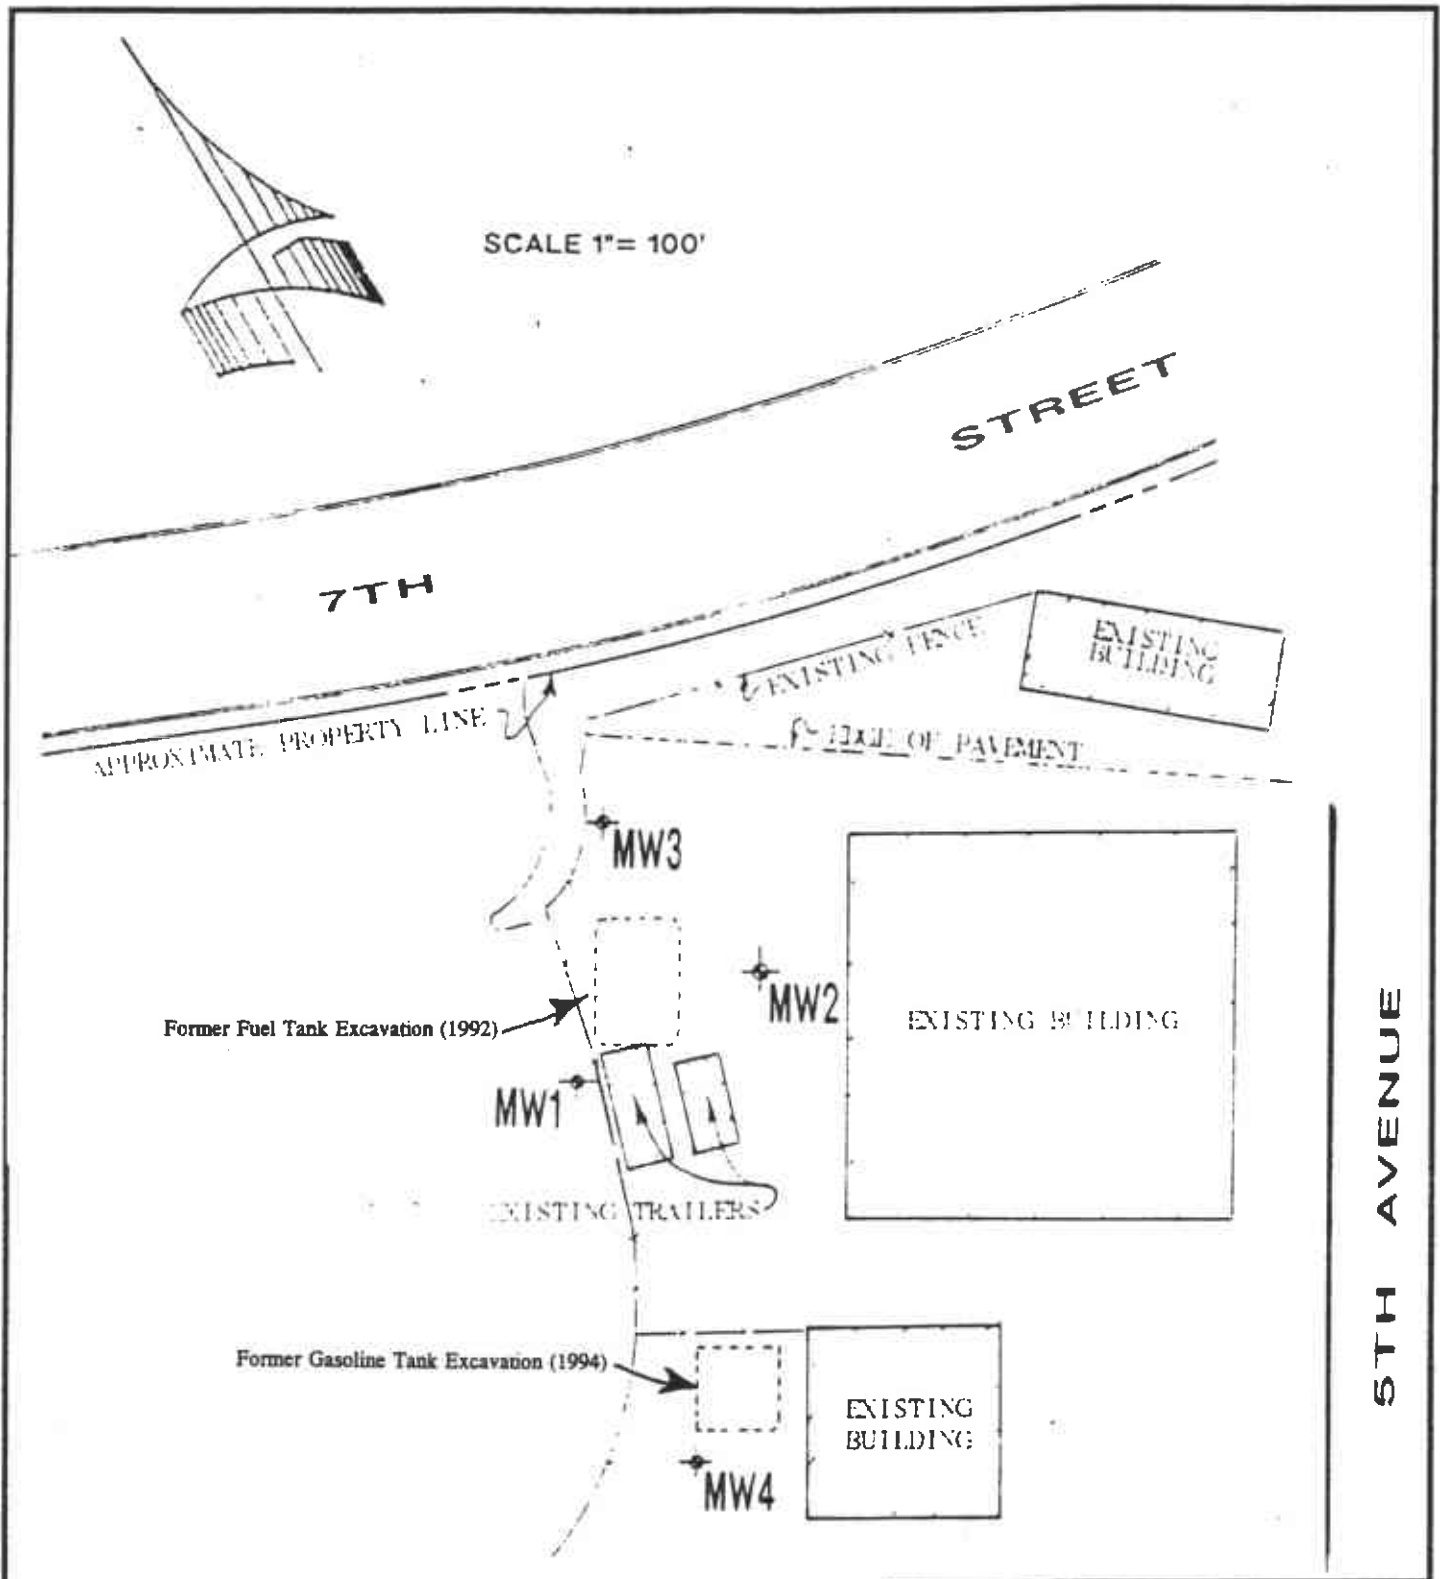 SCALE 1"= 100'
STREET
7TH
EXISTING
BUILDING
EXISTING FENCE
APPROXIMATE PROPERTY LINE
EDGE OF PAVEMENT
MW3
MW2
EXISTING BUILDING
Former Fuel Tank Excavation (1992)
MW1
EXISTING TRAILERS
5TH AVENUE
Former Gasoline Tank Excavation (1994)
EXISTING
BUILDING
MW4